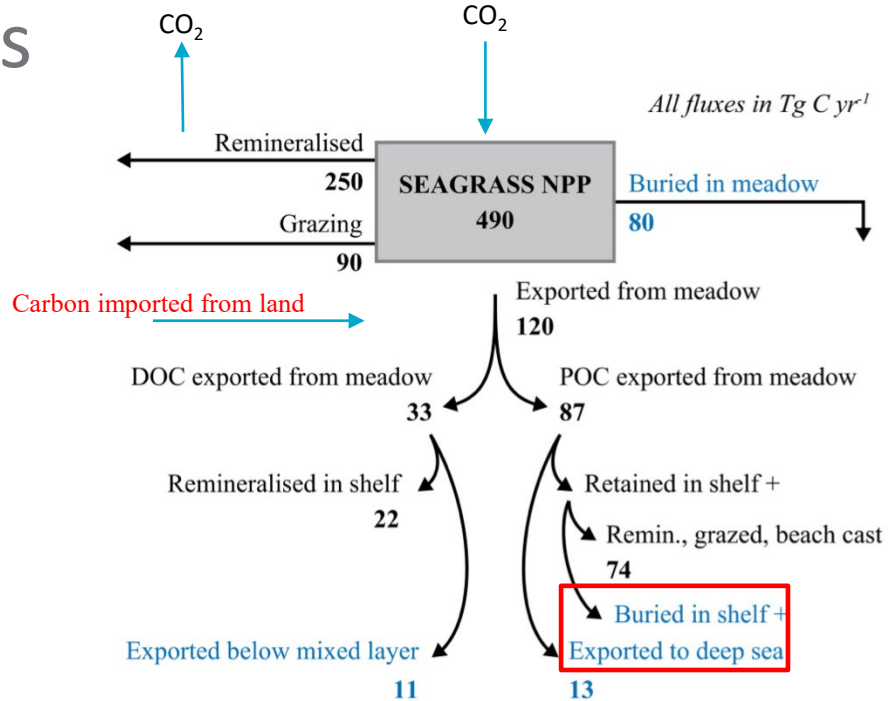 s
CO₂
CO₂
All fluxes in Tg C yr⁻¹
Remineralised
250
SEAGRASS NPP
490
Buried in meadow
80
Grazing
90
Carbon imported from land
Exported from meadow
120
DOC exported from meadow
33
POC exported from meadow
87
Remineralised in shelf
22
Retained in shelf +
Remin., grazed, beach cast
74
Buried in shelf +
Exported below mixed layer
11
Exported to deep sea
13